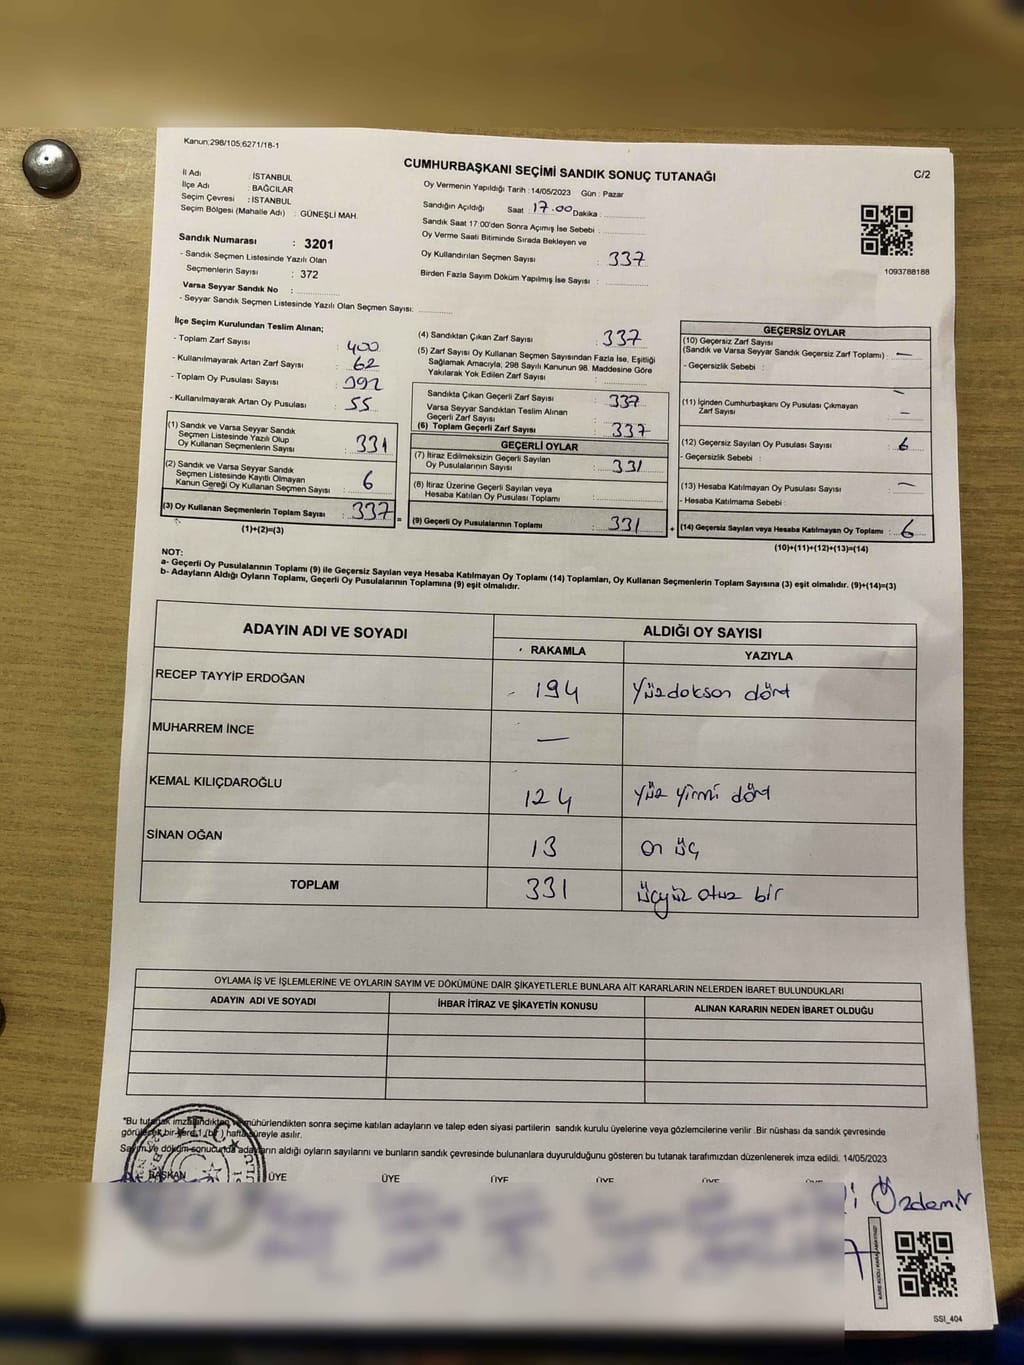 Kanun:298/105;6271/18-1
CUMHURBAŞKANI SEÇİMİ SANDIK SONUÇ TUTANAĞI
C/2
İl Adı : İSTANBUL
İlçe Adı : BAĞCILAR
Seçim Çevresi : İSTANBUL
Seçim Bölgesi (Mahalle Adı) : GÜNEŞLİ MAH.
Oy Vermenin Yapıldığı Tarih : 14/05/2023 Gün : Pazar
Sandığın Açıldığı Saat : 17.00 Dakika :
Sandık Saat 17:00'den Sonra Açımış İse Sebebi :
Oy Verme Saati Bitiminde Sırada Bekleyen ve
Oy Kullandırılan Seçmen Sayısı : 337
Birden Fazla Sayım Döküm Yapılmış İse Sayısı :
1093788188
Sandık Numarası : 3201
- Sandık Seçmen Listesinde Yazılı Olan
Seçmenlerin Sayısı : 372
Varsa Seyyar Sandık No :
- Seyyar Sandık Seçmen Listesinde Yazılı Olan Seçmen Sayısı:
İlçe Seçim Kurulundan Teslim Alınan;
- Toplam Zarf Sayısı : 400
- Kullanılmayarak Artan Zarf Sayısı : 62
- Toplam Oy Pusulası Sayısı : 392
- Kullanılmayarak Artan Oy Pusulası : 55
(1) Sandık ve Varsa Seyyar Sandık
Seçmen Listesinde Yazılı Olup
Oy Kullanan Seçmenlerin Sayısı : 331
(2) Sandık ve Varsa Seyyar Sandık
Seçmen Listesinde Kayıtlı Olmayan
Kanun Gereği Oy Kullanan Seçmen Sayısı : 6
(3) Oy Kullanan Seçmenlerin Toplam Sayısı : 337
(1)+(2)=(3)
(4) Sandıktan Çıkan Zarf Sayısı : 337
(5) Zarf Sayısı Oy Kullanan Seçmen Sayısından Fazla İse, Eşitliği
Sağlamak Amacıyla, 298 Sayılı Kanunun 98. Maddesine Göre
Yakılarak Yok Edilen Zarf Sayısı :
Sandıkta Çıkan Geçerli Zarf Sayısı : 337
Varsa Seyyar Sandıktan Teslim Alınan
Geçerli Zarf Sayısı :
(6) Toplam Geçerli Zarf Sayısı : 337
GEÇERLİ OYLAR
(7) İtiraz Edilmeksizin Geçerli Sayılan
Oy Pusulalarının Sayısı : 331
(8) İtiraz Üzerine Geçerli Sayılan veya
Hesaba Katılan Oy Pusulası Toplamı :
= (9) Geçerli Oy Pusulalarının Toplamı : 331
GEÇERSİZ OYLAR
(10) Geçersiz Zarf Sayısı
(Sandık ve Varsa Seyyar Sandık Geçersiz Zarf Toplamı) : —
- Geçersizlik Sebebi : —
(11) İçinden Cumhurbaşkanı Oy Pusulası Çıkmayan
Zarf Sayısı : —
(12) Geçersiz Sayılan Oy Pusulası Sayısı : 6
- Geçersizlik Sebebi :
(13) Hesaba Katılmayan Oy Pusulası Sayısı : —
- Hesaba Katılmama Sebebi :
+ (14) Geçersiz Sayılan veya Hesaba Katılmayan Oy Toplamı : 6
(10)+(11)+(12)+(13)=(14)
NOT:
a- Geçerli Oy Pusulalarının Toplamı (9) ile Geçersiz Sayılan veya Hesaba Katılmayan Oy Toplamı (14) Toplamları, Oy Kullanan Seçmenlerin Toplam Sayısına (3) eşit olmalıdır. (9)+(14)=(3)
b- Adayların Aldığı Oyların Toplamı, Geçerli Oy Pusulalarının Toplamına (9) eşit olmalıdır.
ADAYIN ADI VE SOYADI ALDIĞI OY SAYISI
RAKAMLA YAZIYLA
RECEP TAYYİP ERDOĞAN 194 Yüzdoksan dört
MUHARREM İNCE —
KEMAL KILIÇDAROĞLU 124 Yüz yirmi dört
SİNAN OĞAN 13 on üç
TOPLAM 331 üçyüz otuz bir
OYLAMA İŞ VE İŞLEMLERİNE VE OYLARIN SAYIM VE DÖKÜMÜNE DAİR ŞİKAYETLERLE BUNLARA AİT KARARLARIN NELERDEN İBARET BULUNDUKLARI
ADAYIN ADI VE SOYADI İHBAR İTİRAZ VE ŞİKAYETİN KONUSU ALINAN KARARIN NEDEN İBARET OLDUĞU
*Bu tutanak imzalandıktan ve mühürlendikten sonra seçime katılan adayların ve talep eden siyasi partilerin sandık kurulu üyelerine veya gözlemcilerine verilir .Bir nüshası da sandık çevresinde
görülecek bir yere 1 (bir) hafta süreyle asılır.
Sayım ve döküm sonucunda adayların aldığı oyların sayılarını ve bunların sandık çevresinde bulunanlara duyurulduğunu gösteren bu tutanak tarafımızdan düzenlenerek imza edildi. 14/05/2023
BAŞKAN ÜYE ÜYE ÜYE ÜYE ÜYE
Özdemir
SSI_404